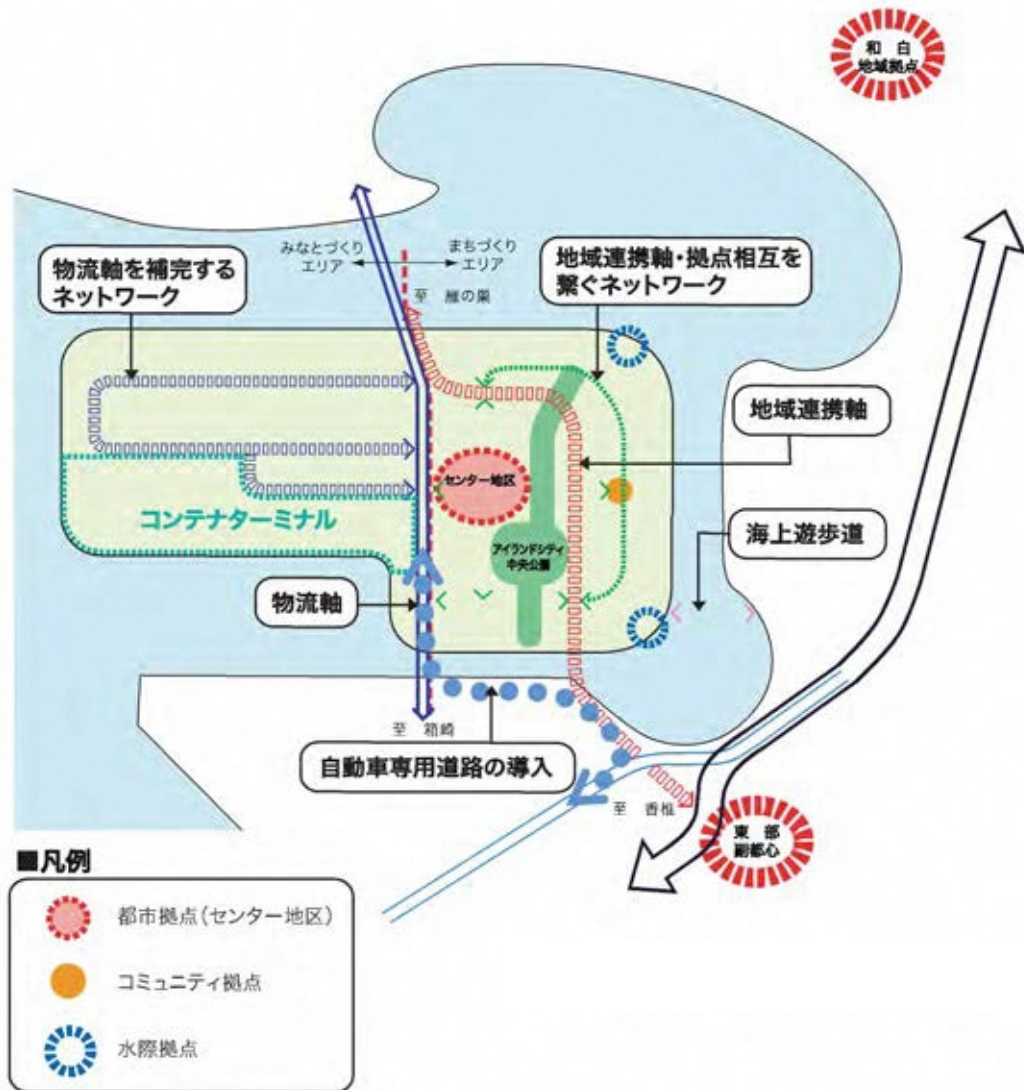 和 白
地域拠点
みなとづくり
エリア
まちづくり
エリア
物流軸を補完する
ネットワーク
地域連携軸・拠点相互を
繋ぐネットワーク
至 雁の巣
地域連携軸
センター地区
コンテナターミナル
アイランドシティ
中央公園
海上遊歩道
物流軸
至 箱崎
自動車専用道路の導入
至 香椎
東 部
副都心
■凡例
都市拠点(センター地区)
コミュニティ拠点
水際拠点